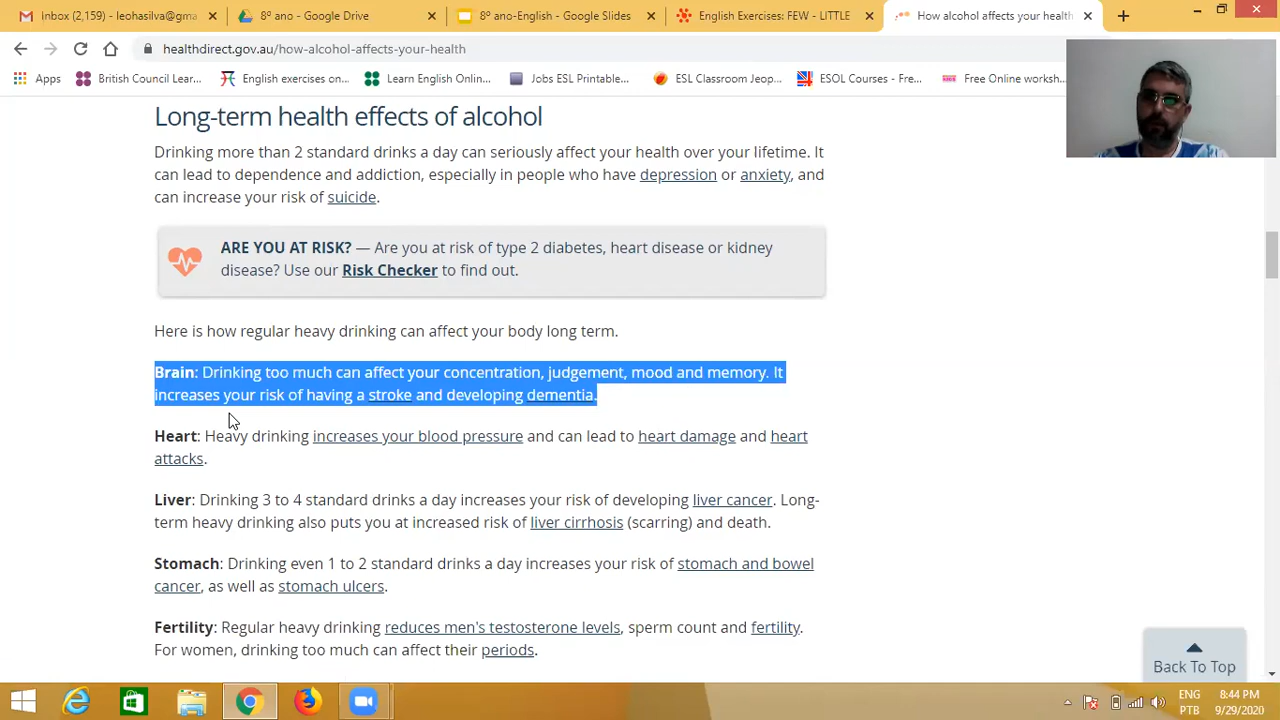 Inbox (2,159) - leohasilva@gma
8º ano - Google Drive
8º ano-English - Google Slides
English Exercises: FEW - LITTLE
How alcohol affects your health
healthdirect.gov.au/how-alcohol-affects-your-health
Apps
British Council Lear...
English exercises on...
Learn English Onlin...
Jobs ESL Printable...
ESL Classroom Jeop...
ESOL Courses - Fre...
Free Online worksh...
Long-term health effects of alcohol
Drinking more than 2 standard drinks a day can seriously affect your health over your lifetime. It
can lead to dependence and addiction, especially in people who have depression or anxiety, and
can increase your risk of suicide.
ARE YOU AT RISK? — Are you at risk of type 2 diabetes, heart disease or kidney
disease? Use our Risk Checker to find out.
Here is how regular heavy drinking can affect your body long term.
Brain: Drinking too much can affect your concentration, judgement, mood and memory. It
increases your risk of having a stroke and developing dementia.
Heart: Heavy drinking increases your blood pressure and can lead to heart damage and heart
attacks.
Liver: Drinking 3 to 4 standard drinks a day increases your risk of developing liver cancer. Long-
term heavy drinking also puts you at increased risk of liver cirrhosis (scarring) and death.
Stomach: Drinking even 1 to 2 standard drinks a day increases your risk of stomach and bowel
cancer, as well as stomach ulcers.
Fertility: Regular heavy drinking reduces men's testosterone levels, sperm count and fertility.
For women, drinking too much can affect their periods.
Back To Top
ENG
PTB
8:44 PM
9/29/2020